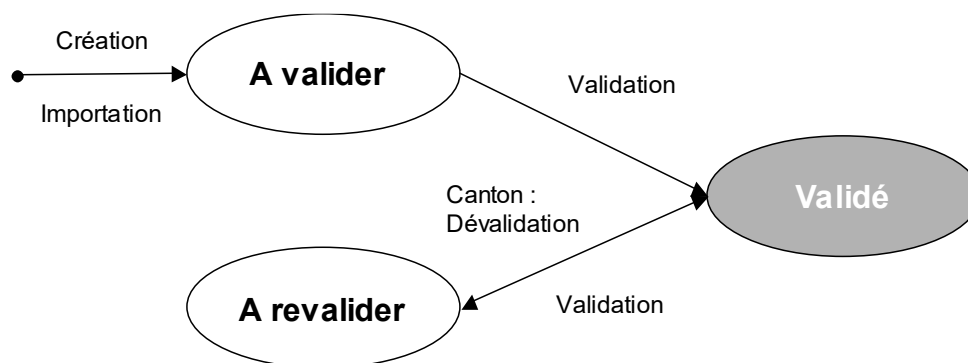 Création
A valider
Importation
Validation
Canton :
Dévalidation
Validé
A revalider
Validation